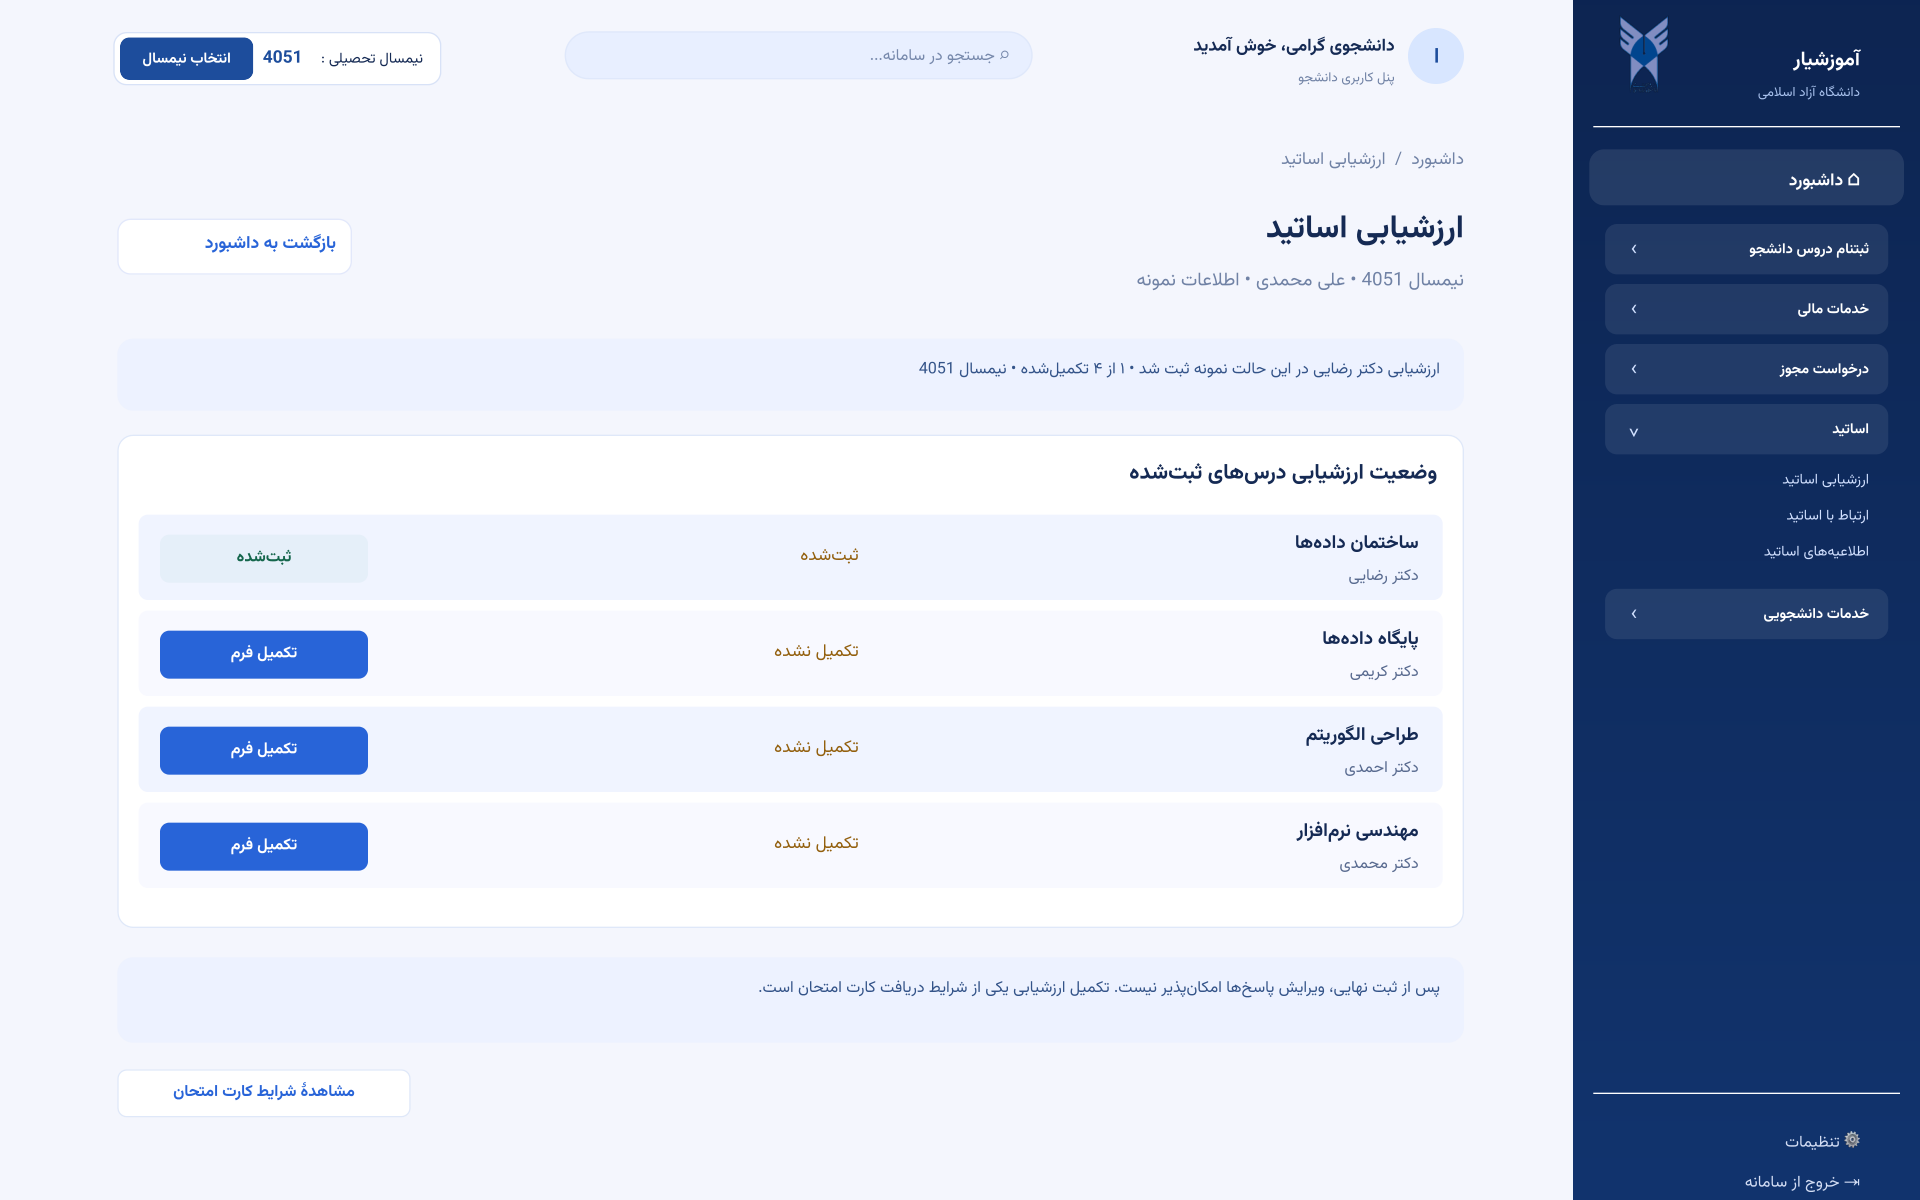 آموزشیار
دانشگاه آزاد اسلامی
⌂ داشبورد
ثبتنام دروس دانشجو ‹
خدمات مالی ‹
درخواست مجوز ‹
اساتید ˅
ارزشیابی اساتید
ارتباط با اساتید
اطلاعیه‌های اساتید
خدمات دانشجویی ‹
⚙ تنظیمات
⇥ خروج از سامانه
ا
دانشجوی گرامی، خوش آمدید
پنل کاربری دانشجو
⌕ جستجو در سامانه...
نیمسال تحصیلی : 4051 انتخاب نیمسال
داشبورد / ارزشیابی اساتید
ارزشیابی اساتید
نیمسال 4051 • علی محمدی • اطلاعات نمونه
بازگشت به داشبورد
ارزشیابی دکتر رضایی در این حالت نمونه ثبت شد • ۱ از ۴ تکمیل‌شده • نیمسال 4051
وضعیت ارزشیابی درس‌های ثبت‌شده
ساختمان داده‌ها
دکتر رضایی
ثبت‌شده
ثبت‌شده
پایگاه داده‌ها
دکتر کریمی
تکمیل نشده
تکمیل فرم
طراحی الگوریتم
دکتر احمدی
تکمیل نشده
تکمیل فرم
مهندسی نرم‌افزار
دکتر محمدی
تکمیل نشده
تکمیل فرم
پس از ثبت نهایی، ویرایش پاسخ‌ها امکان‌پذیر نیست. تکمیل ارزشیابی یکی از شرایط دریافت کارت امتحان است.
مشاهدهٔ شرایط کارت امتحان